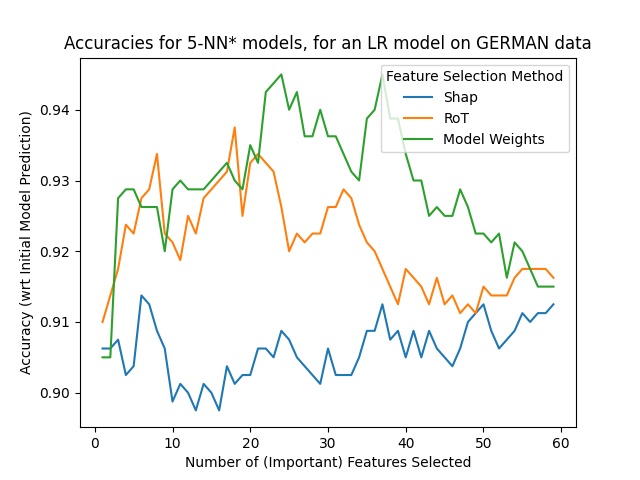 Accuracies for 5-NN* models, for an LR model on GERMAN data
Feature Selection Method
Shap
RoT
Model Weights
Accuracy (wrt Initial Model Prediction)
0.94
0.93
0.92
0.91
0.90
0 10 20 30 40 50 60
Number of (Important) Features Selected